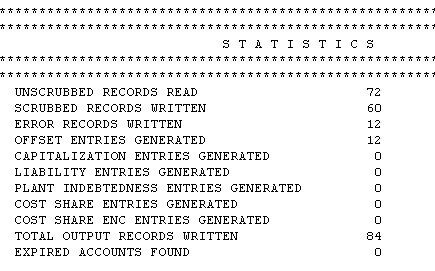 ******************************************************
******************************************************
S T A T I S T I C S
******************************************************
******************************************************
UNSCRUBBED RECORDS READ 72
SCRUBBED RECORDS WRITTEN 60
ERROR RECORDS WRITTEN 12
OFFSET ENTRIES GENERATED 12
CAPITALIZATION ENTRIES GENERATED 0
LIABILITY ENTRIES GENERATED 0
PLANT INDEBTEDNESS ENTRIES GENERATED 0
COST SHARE ENTRIES GENERATED 0
COST SHARE ENC ENTRIES GENERATED 0
TOTAL OUTPUT RECORDS WRITTEN 84
EXPIRED ACCOUNTS FOUND 0